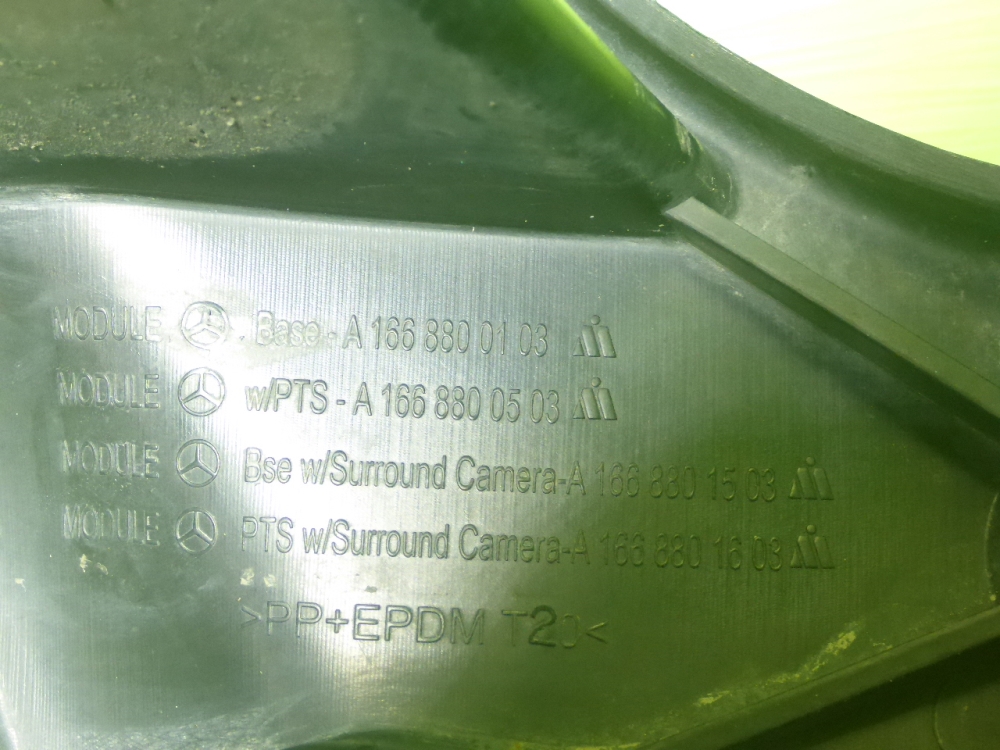 MODULE Base - A 166 880 01 03
MODULE w/PTS - A 166 880 05 03
MODULE Bse w/Surround Camera-A 166 880 15 03
MODULE PTS w/Surround Camera-A 166 880 16 03
>PP+EPDM T20<